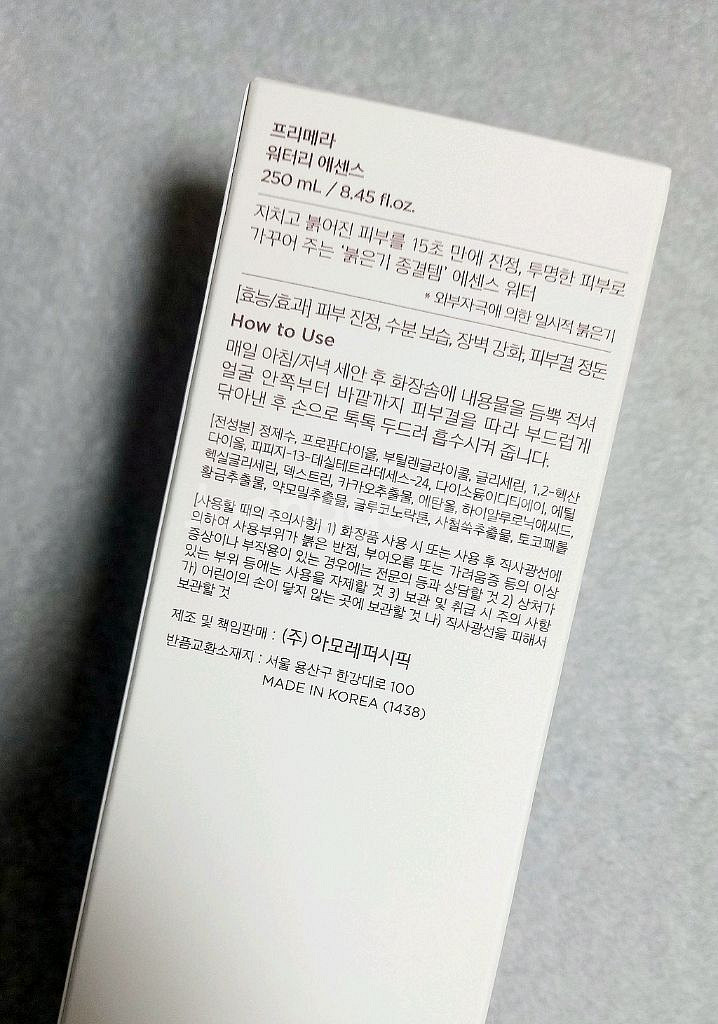 프리메라
워터리 에센스
250 mL / 8.45 fl.oz.
지치고 붉어진 피부를 15초 만에 진정, 투명한 피부로
가꾸어 주는 '붉은기 종결템' 에센스 워터
* 외부자극에 의한 일시적 붉은기
[효능/효과] 피부 진정, 수분 보습, 장벽 강화, 피부결 정돈
How to Use
매일 아침/저녁 세안 후 화장솜에 내용물을 듬뿍 적셔
얼굴 안쪽부터 바깥까지 피부결을 따라 부드럽게
닦아낸 후 손으로 톡톡 두드려 흡수시켜 줍니다.
[전성분] 정제수, 프로판다이올, 부틸렌글라이콜, 글리세린, 1,2-헥산
다이올, 피피지-13-데실테트라데세스-24, 다이소듐이디티에이, 에틸
헥실글리세린, 덱스트린, 카카오추출물, 에탄올, 하이알루로닉애씨드,
황금추출물, 약모밀추출물, 글루코노락톤, 사철쑥추출물, 토코페롤
[사용할 때의 주의사항] 1) 화장품 사용 시 또는 사용 후 직사광선에
의하여 사용부위가 붉은 반점, 부어오름 또는 가려움증 등의 이상
증상이나 부작용이 있는 경우에는 전문의 등과 상담할 것 2) 상처가
있는 부위 등에는 사용을 자제할 것 3) 보관 및 취급 시 주의 사항
가) 어린이의 손이 닿지 않는 곳에 보관할 것 나) 직사광선을 피해서
보관할 것
제조 및 책임판매 : (주)아모레퍼시픽
반품교환소재지 : 서울 용산구 한강대로 100
MADE IN KOREA (1438)